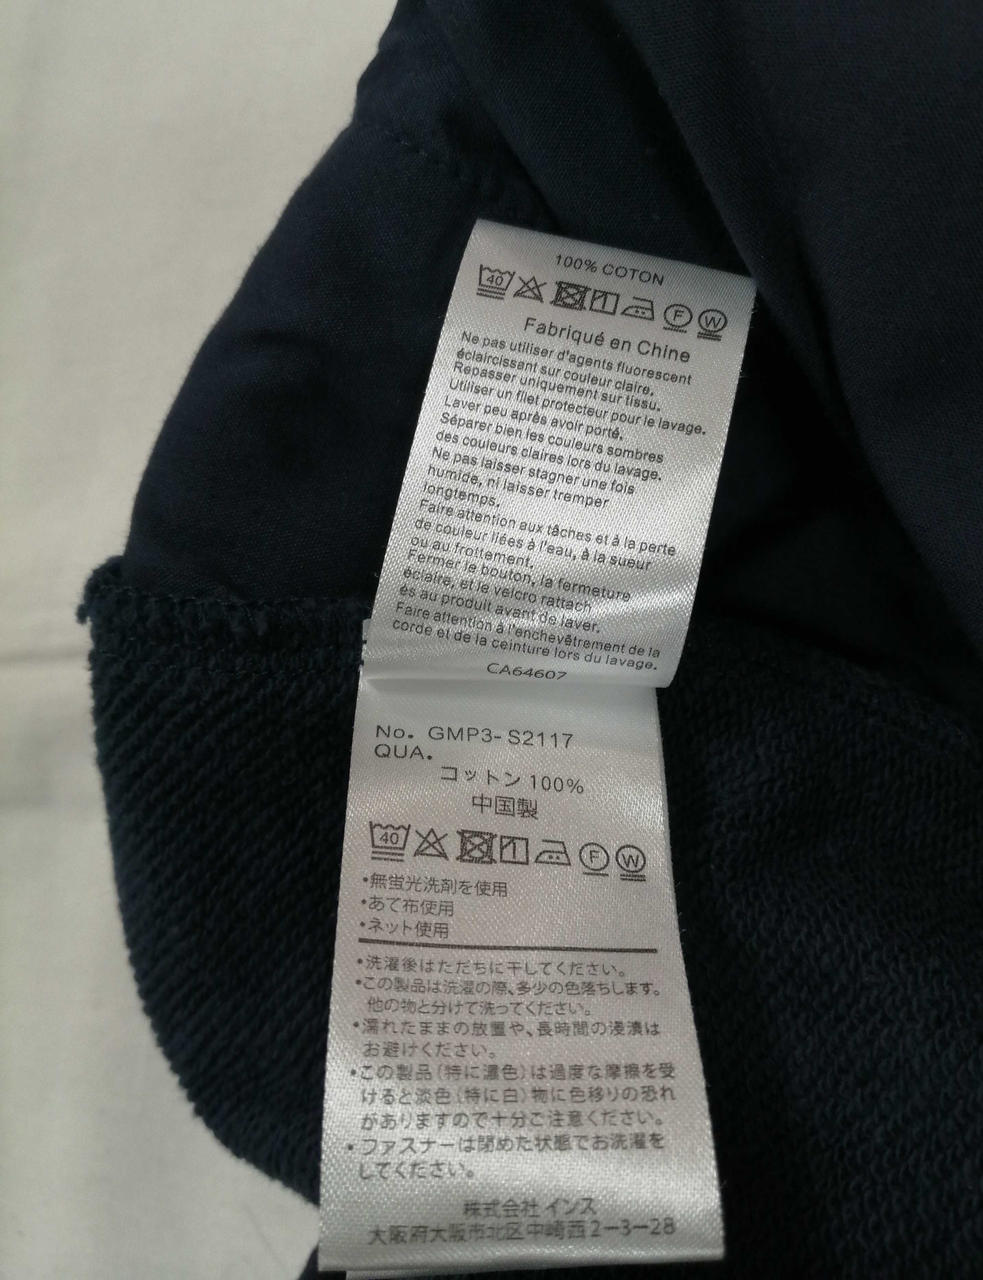 100% COTON
40 F W
Fabriqué en Chine
Ne pas utiliser d'agents fluorescent
éclaircissant sur couleur claire.
Repasser uniquement sur tissu.
Utiliser un filet protecteur pour le lavage.
Laver peu après avoir porté.
Séparer bien les couleurs sombres
des couleurs claires lors du lavage.
Ne pas laisser stagner une fois
humide, ni laisser tremper
longtemps.
Faire attention aux tâches et à la perte
de couleur liées à l'eau, à la sueur
ou au frottement.
Fermer le bouton, la fermeture
éclaire, et le velcro rattach
és au produit avant de laver.
Faire attention à l'enchevêtrement de la
corde et de la ceinture lors du lavage.
CA64607
No. GMP3-S2117
QUA.
コットン 100%
中国製
40 F W
•無蛍光洗剤を使用
•あて布使用
•ネット使用
•洗濯後はただちに干してください。
•この製品は洗濯の際、多少の色落ちします。
他の物と分けて洗ってください。
•濡れたままの放置や、長時間の浸漬は
お避けください。
•この製品(特に濃色)は過度な摩擦を受
けると淡色(特に白)物に色移りの恐れ
がありますので十分ご注意ください。
•ファスナーは閉めた状態でお洗濯を
してください。
株式会社 インス
大阪府大阪市北区中崎西2-3-28